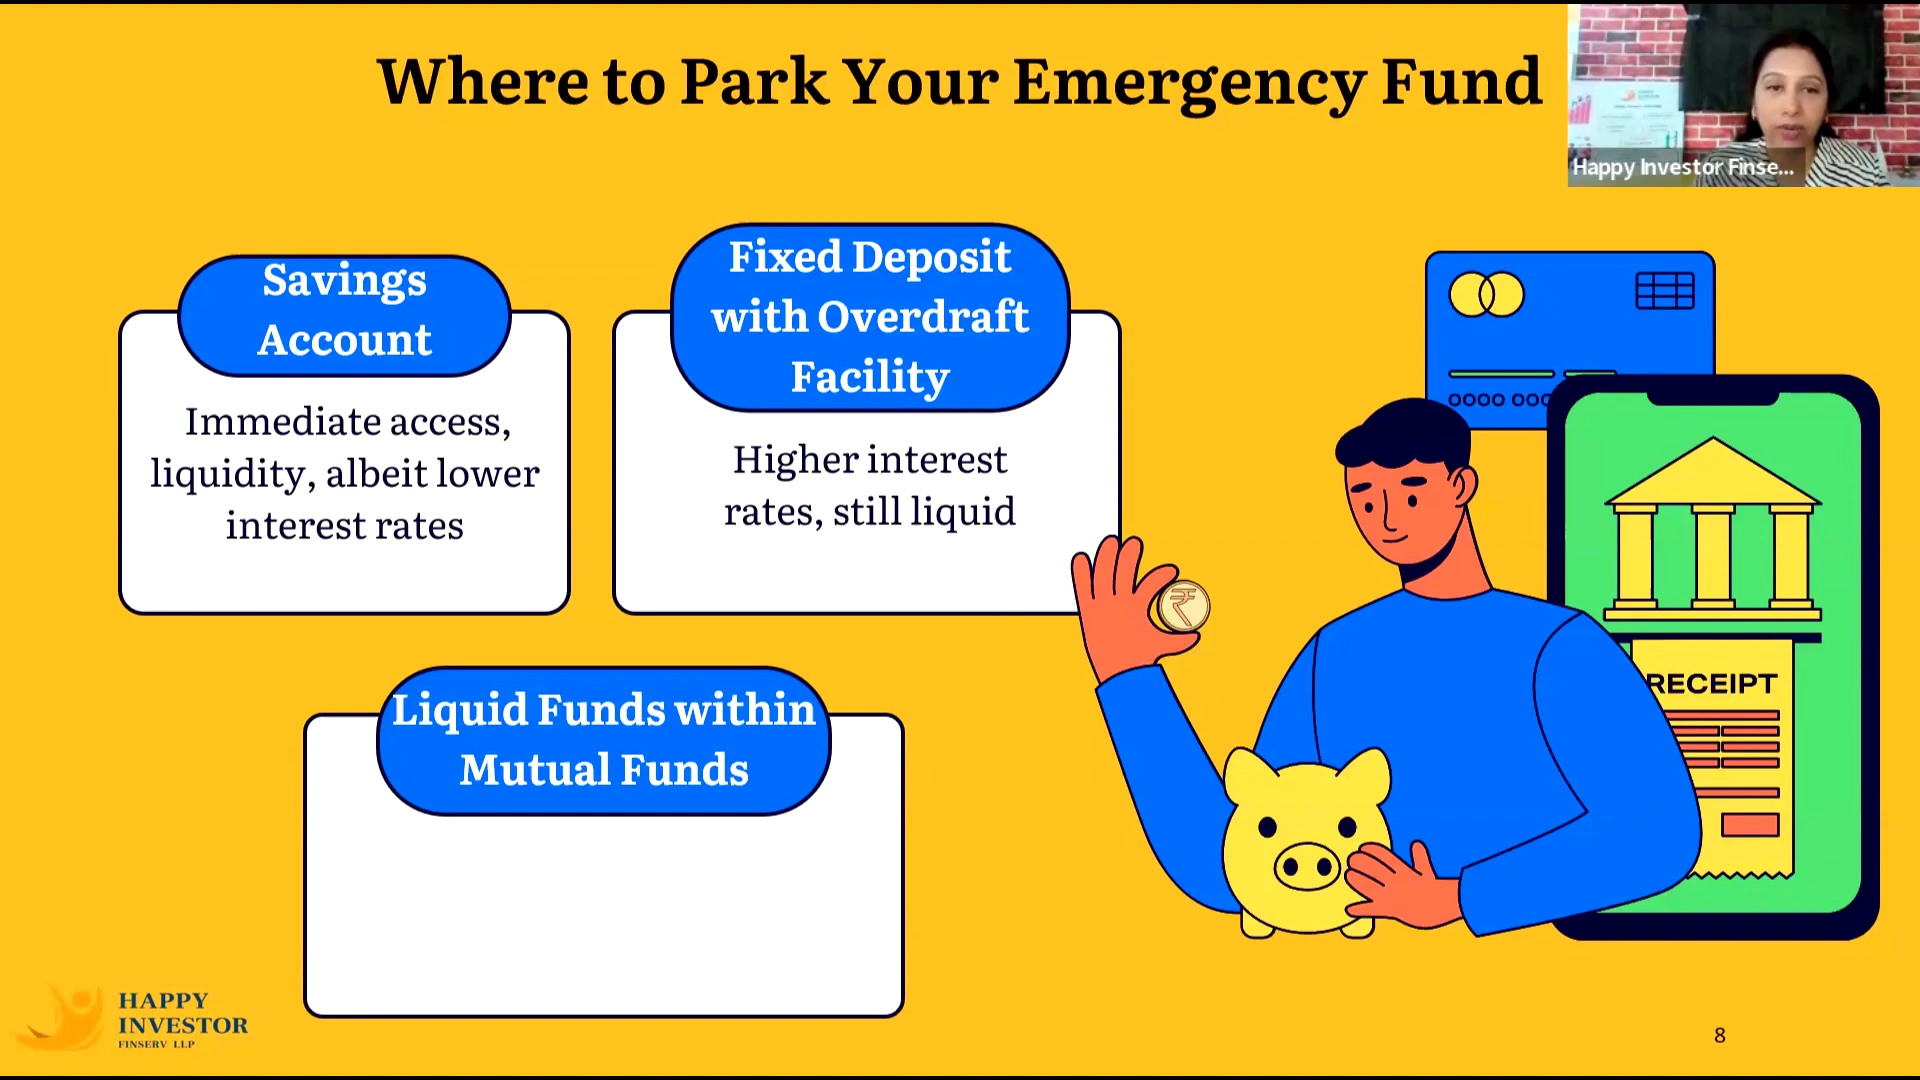 Where to Park Your Emergency Fund
Happy Investor Finse...
Savings
Account
Immediate access,
liquidity, albeit lower
interest rates
Fixed Deposit
with Overdraft
Facility
Higher interest
rates, still liquid
Liquid Funds within
Mutual Funds
₹
RECEIPT
HAPPY
INVESTOR
FINSERV LLP
8